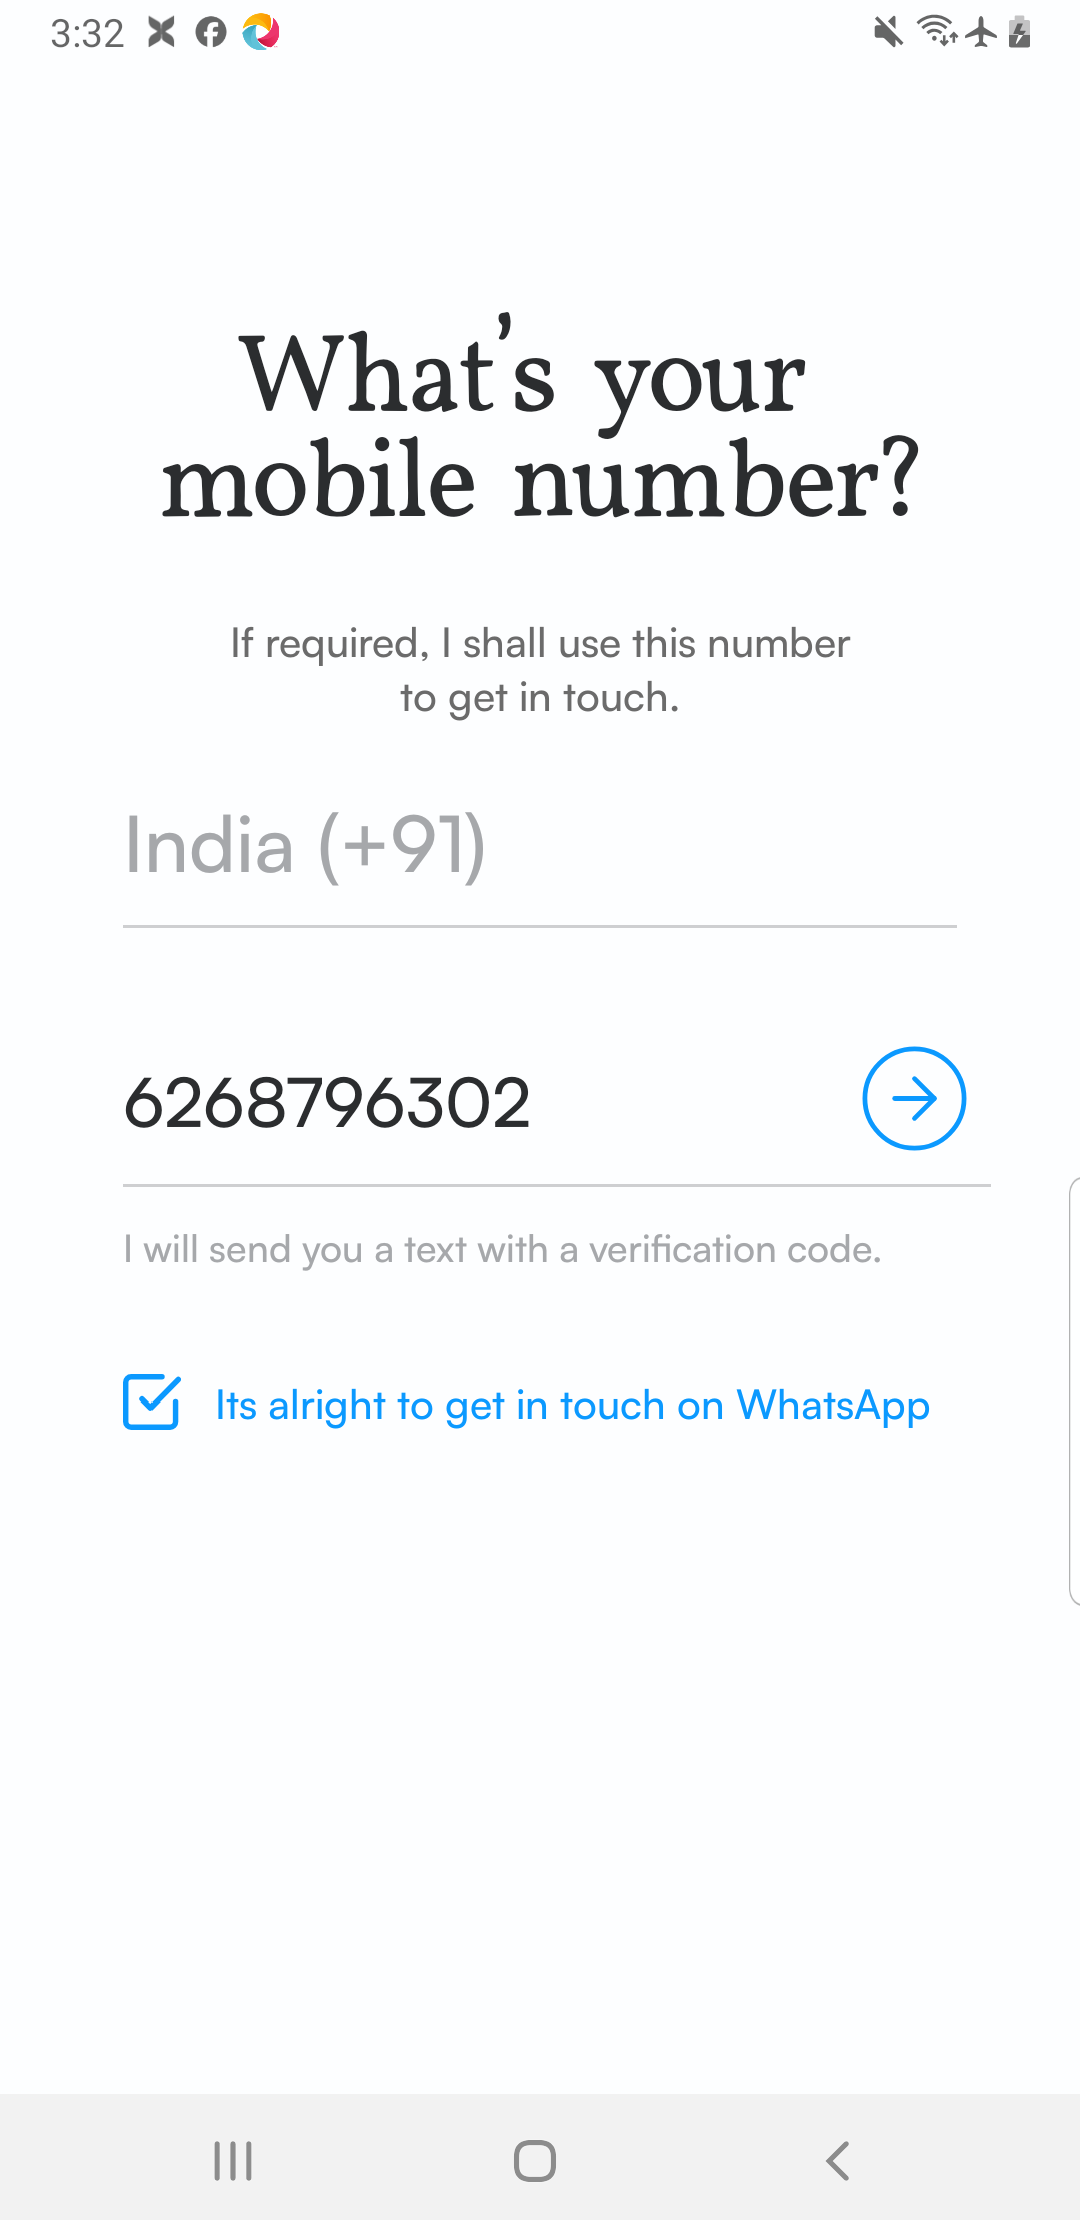 3:32
What's your
mobile number?
If required, I shall use this number
to get in touch.
India (+91)
6268796302
I will send you a text with a verification code.
Its alright to get in touch on WhatsApp